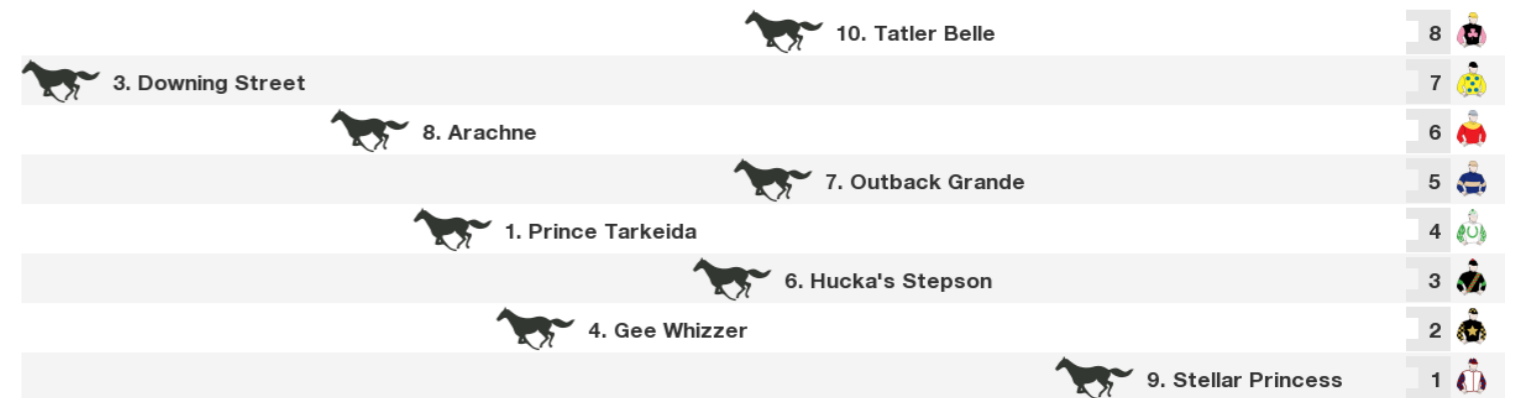 10. Tatler Belle 8
3. Downing Street 7
8. Arachne 6
7. Outback Grande 5
1. Prince Tarkeida 4
6. Hucka's Stepson 3
4. Gee Whizzer 2
9. Stellar Princess 1